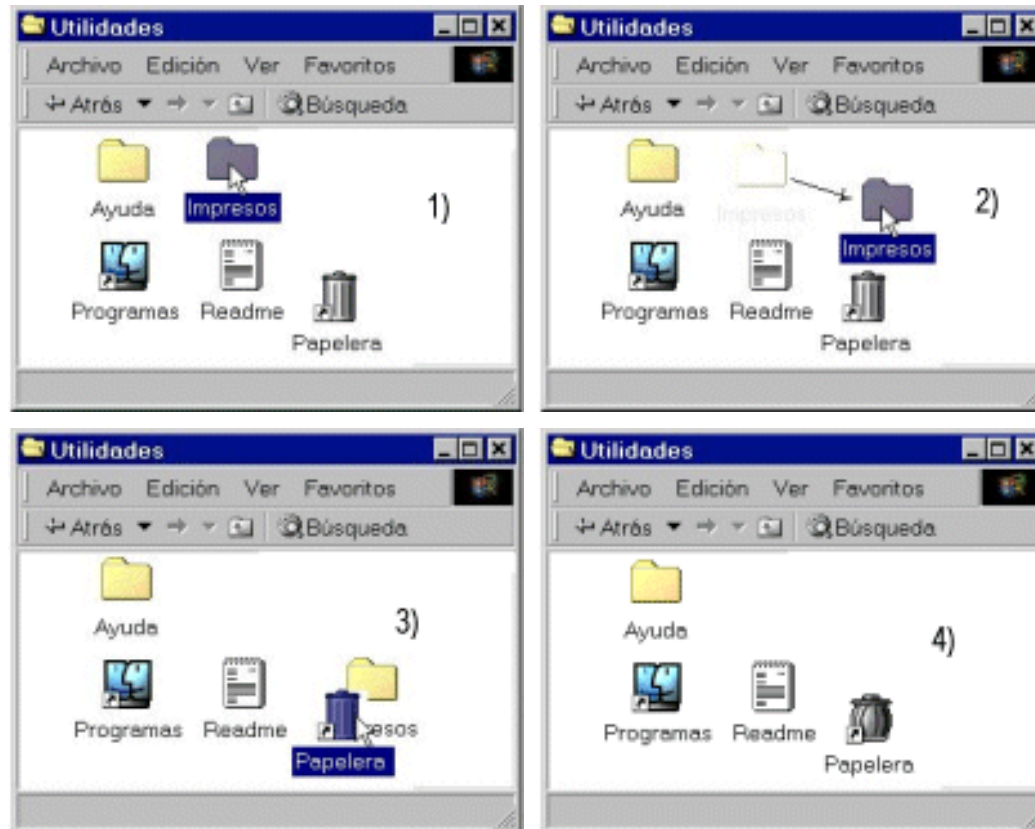 Utilidades
Archivo Edición Ver Favoritos
Atrás Búsqueda
Ayuda Impresos 1)
Programas Readme
Papelera
Utilidades
Archivo Edición Ver Favoritos
Atrás Búsqueda
Ayuda Impresos 2)
Impresos
Programas Readme
Papelera
Utilidades
Archivo Edición Ver Favoritos
Atrás Búsqueda
Ayuda 3)
Programas Readme esos
Papelera
Utilidades
Archivo Edición Ver Favoritos
Atrás Búsqueda
Ayuda 4)
Programas Readme
Papelera